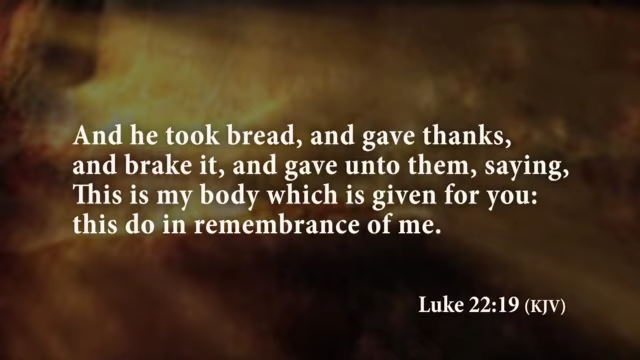 And he took bread, and gave thanks,
and brake it, and gave unto them, saying,
This is my body which is given for you:
this do in remembrance of me.
Luke 22:19 (KJV)